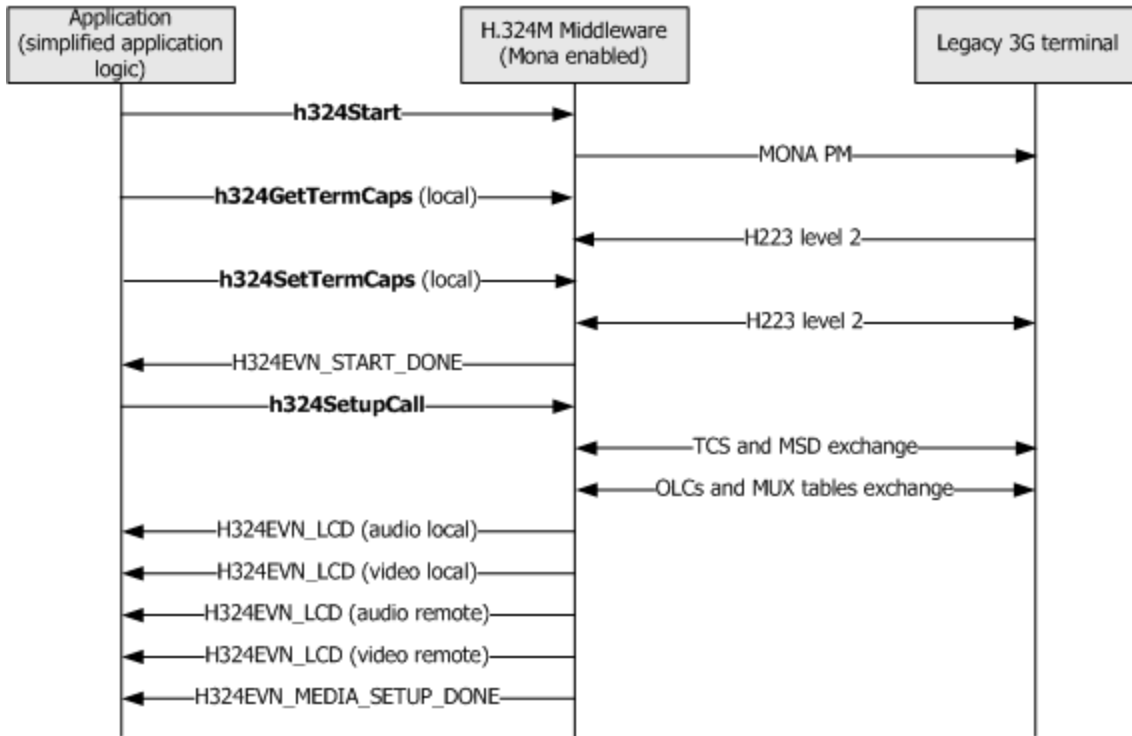 Application
(simplified application
logic)
H.324M Middleware
(Mona enabled)
Legacy 3G terminal
h324Start
MONA PM
h324GetTermCaps (local)
H223 level 2
h324SetTermCaps (local)
H223 level 2
H324EVN_START_DONE
h324SetupCall
TCS and MSD exchange
OLCs and MUX tables exchange
H324EVN_LCD (audio local)
H324EVN_LCD (video local)
H324EVN_LCD (audio remote)
H324EVN_LCD (video remote)
H324EVN_MEDIA_SETUP_DONE